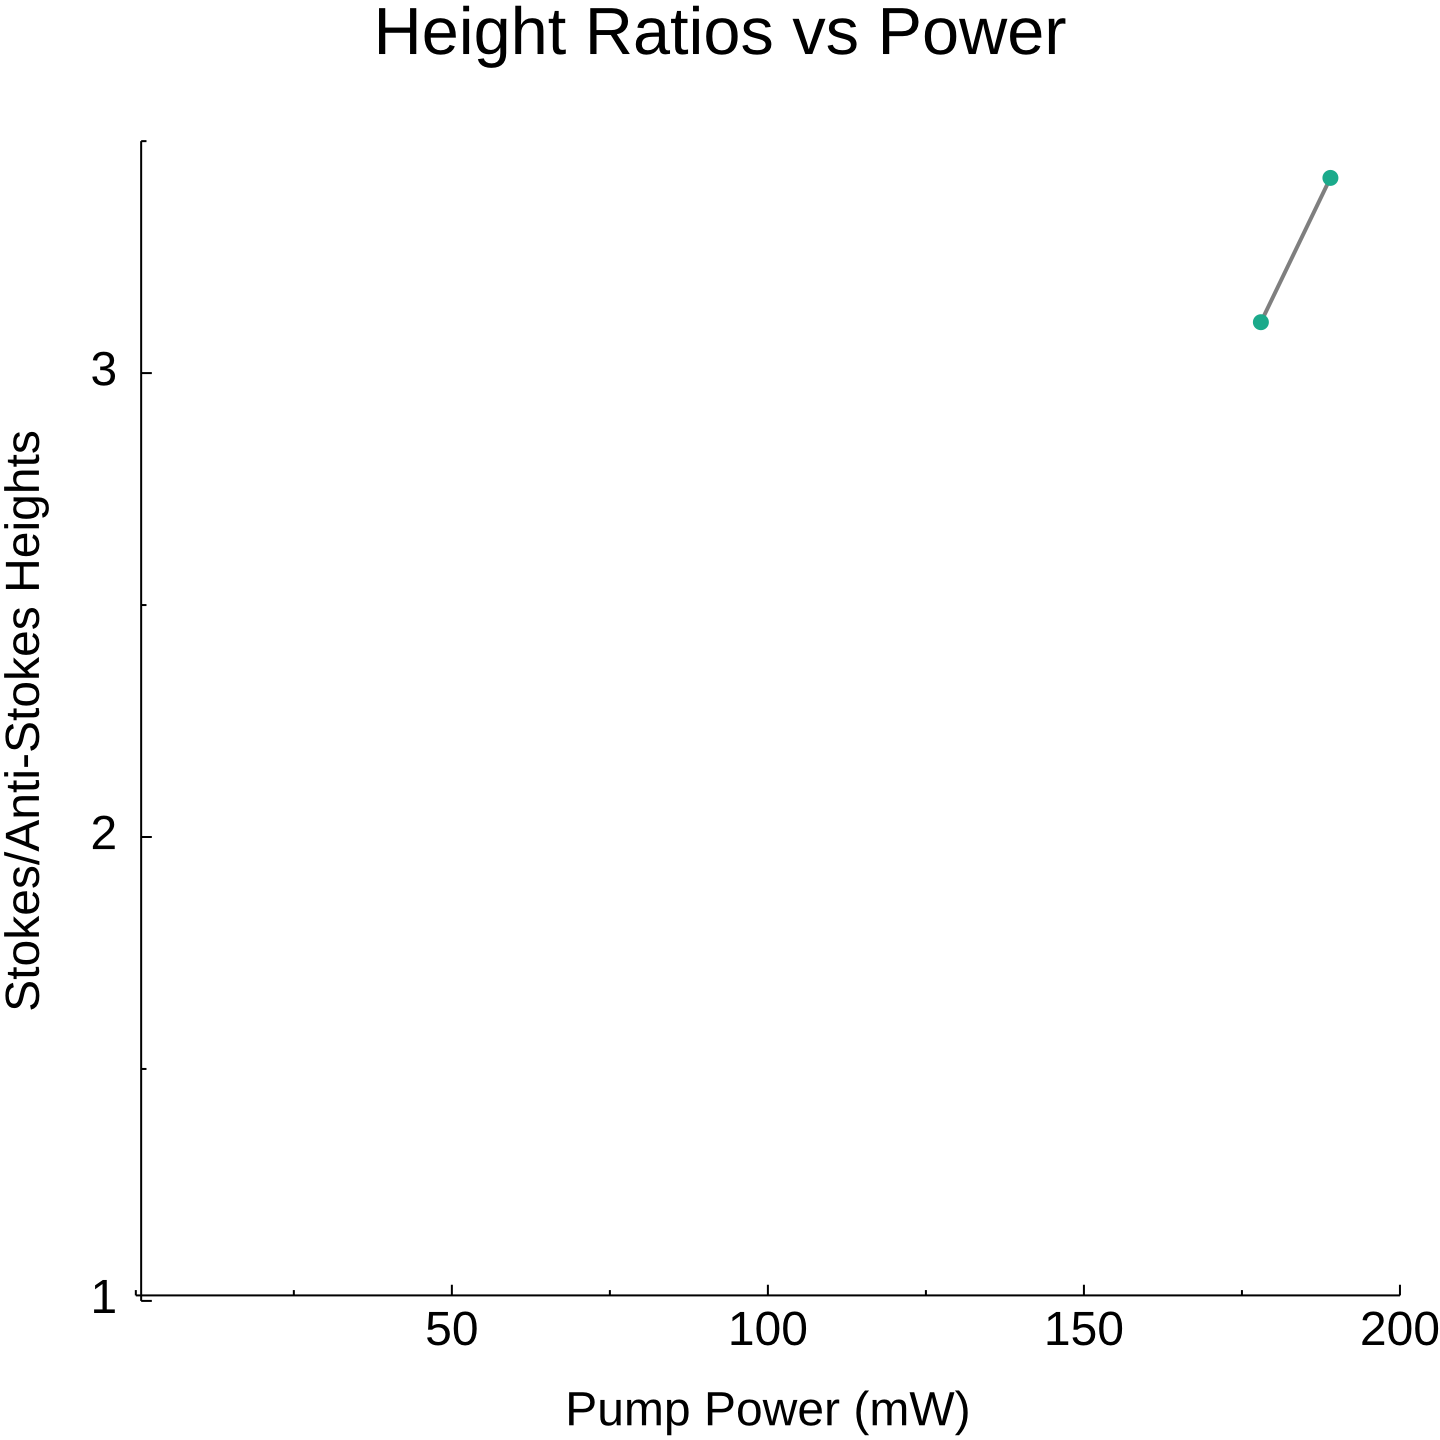 Height Ratios vs Power
Stokes/Anti-Stokes Heights
3
2
1
50 100 150 200
Pump Power (mW)